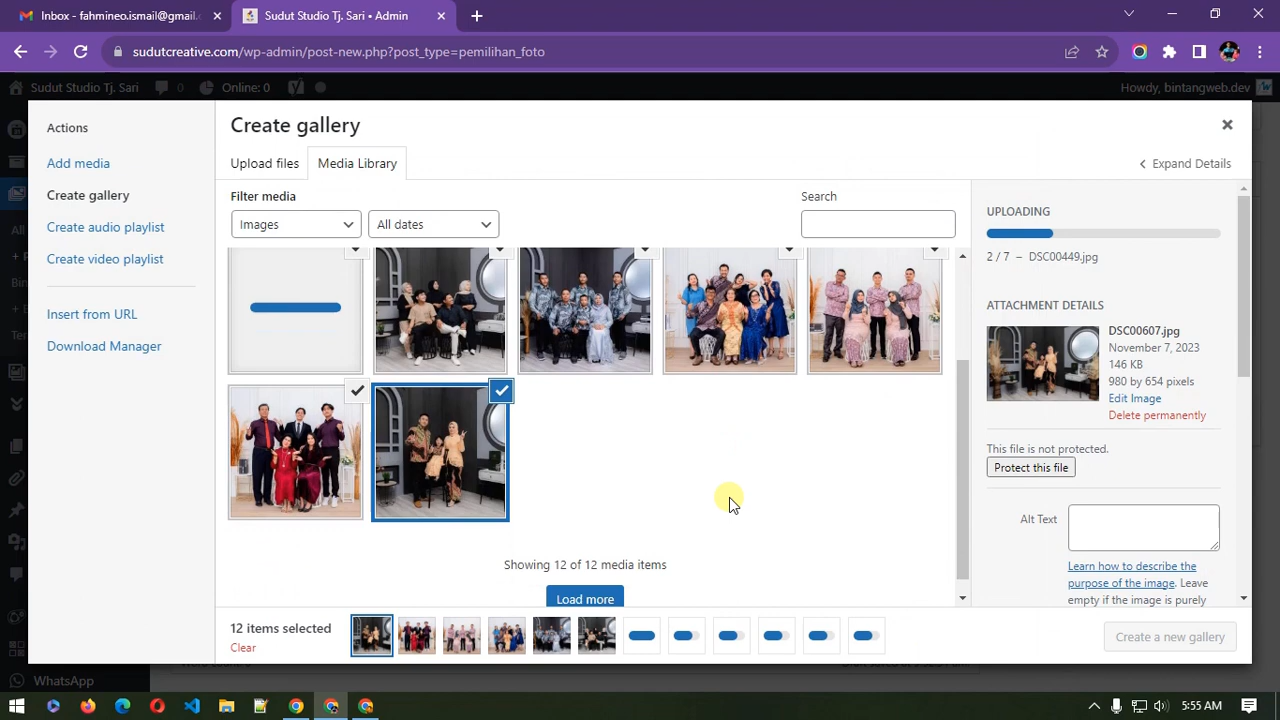 Inbox - fahmineo.ismail@gmail.
Sudut Studio Tj. Sari • Admin
sudutcreative.com/wp-admin/post-new.php?post_type=pemilihan_foto
Sudut Studio Tj. Sari
0
Online: 0
Howdy, bintangweb.dev
Actions
Add media
Create gallery
Create audio playlist
Create video playlist
Insert from URL
Download Manager
Create gallery
Upload files
Media Library
Expand Details
Filter media
Images
All dates
Search
UPLOADING
2 / 7 – DSC00449.jpg
ATTACHMENT DETAILS
DSC00607.jpg
November 7, 2023
146 KB
980 by 654 pixels
Edit Image
Delete permanently
This file is not protected.
Protect this file
Alt Text
Learn how to describe the
purpose of the image. Leave
empty if the image is purely
Showing 12 of 12 media items
Load more
12 items selected
Clear
Create a new gallery
WhatsApp
5:55 AM